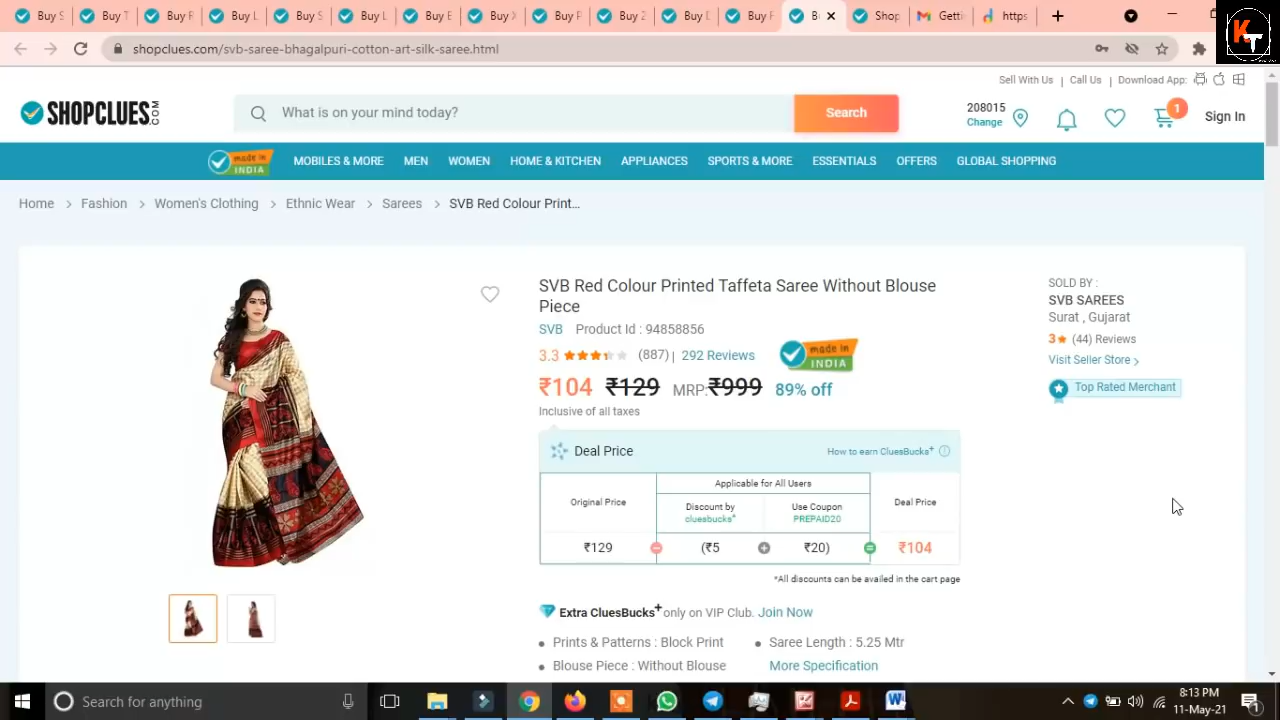 Buy S
Buy T
Buy R
Buy L
Buy S
Buy L
Buy E
Buy
Buy P
Buy 2
Buy D
Buy F
B
Shop
Getti
https
shopclues.com/svb-saree-bhagalpuri-cotton-art-silk-saree.html
KT
Sell With Us | Call Us | Download App:
SHOPCLUES.COM
What is on your mind today?
Search
208015
Change
1
Sign In
made in INDIA
MOBILES & MORE MEN WOMEN HOME & KITCHEN APPLIANCES SPORTS & MORE ESSENTIALS OFFERS GLOBAL SHOPPING
Home > Fashion > Women's Clothing > Ethnic Wear > Sarees > SVB Red Colour Print...
SVB Red Colour Printed Taffeta Saree Without Blouse
Piece
SVB Product Id : 94858856
3.3 (887) | 292 Reviews
made in INDIA
₹104 ₹129 MRP:₹999 89% off
Inclusive of all taxes
Deal Price
How to earn CluesBucks+
Original Price
Applicable for All Users
Discount by
cluesbucks+
Use Coupon
PREPAID20
Deal Price
₹129 − (₹5 + ₹20) = ₹104
*All discounts can be availed in the cart page
Extra CluesBucks+ only on VIP Club. Join Now
Prints & Patterns : Block Print
Saree Length : 5.25 Mtr
Blouse Piece : Without Blouse
More Specification
SOLD BY :
SVB SAREES
Surat , Gujarat
3 (44) Reviews
Visit Seller Store >
Top Rated Merchant
Search for anything
8:13 PM
11-May-21
1